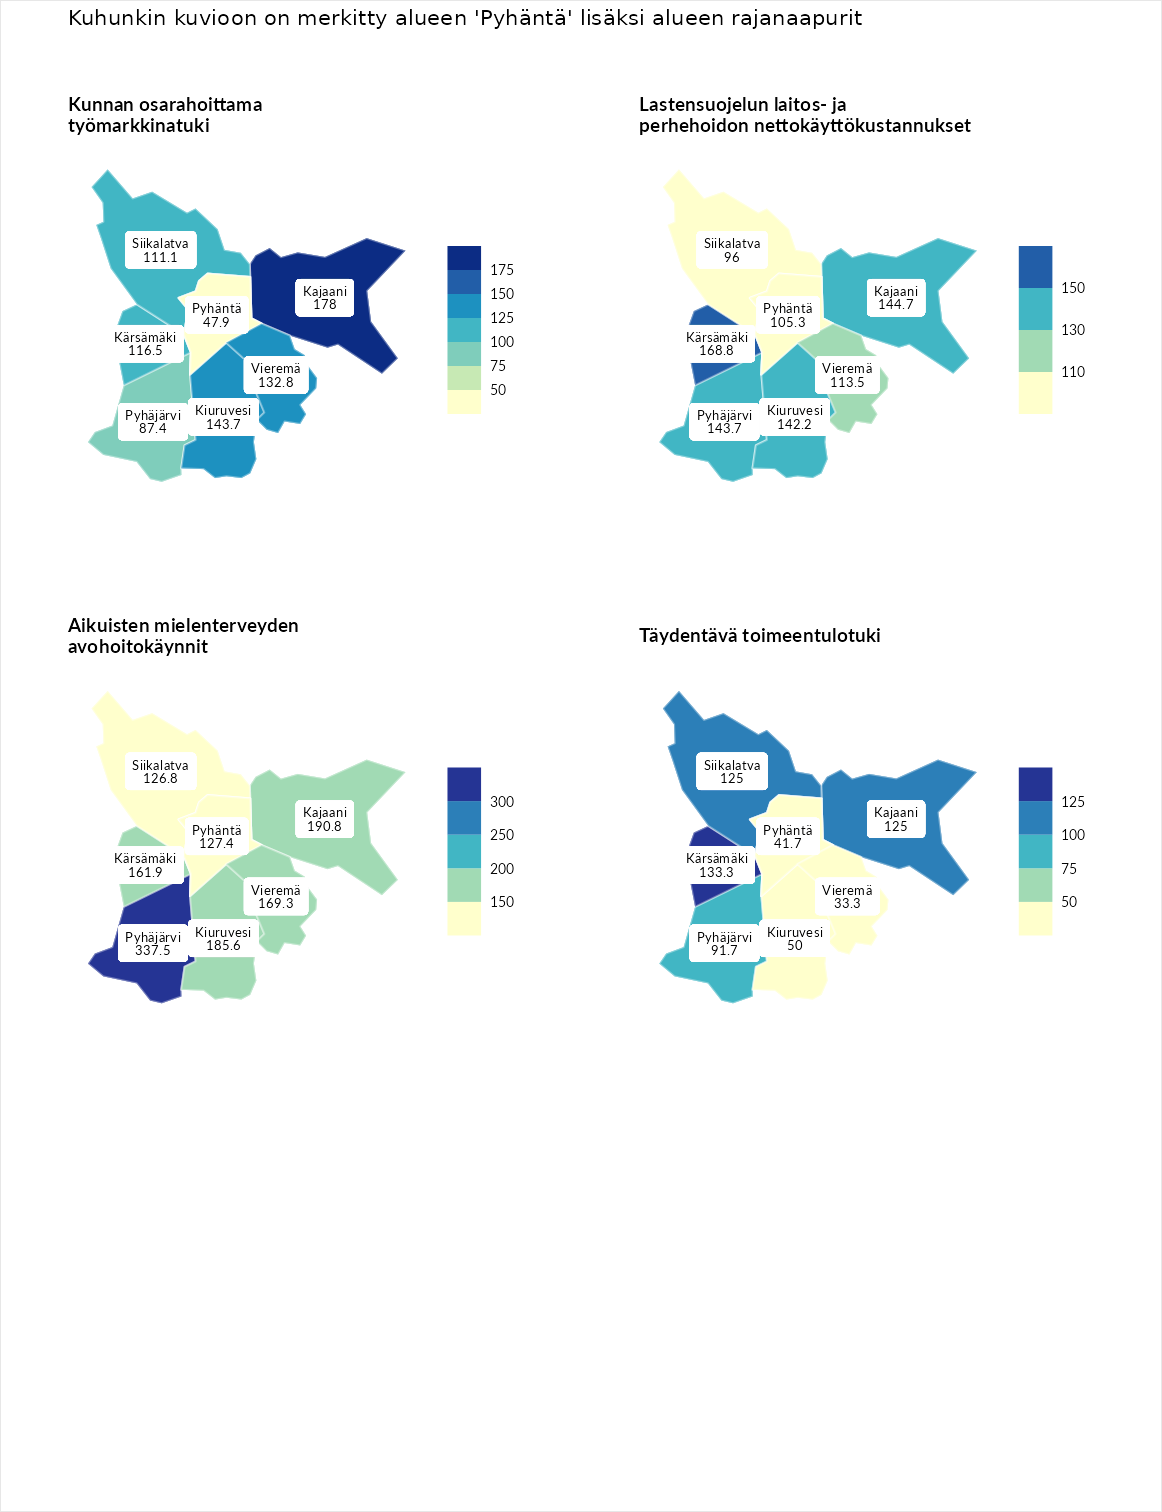 Kuhunkin kuvioon on merkitty alueen 'Pyhäntä' lisäksi alueen rajanaapurit
Kunnan osarahoittama
työmarkkinatuki
Siikalatva
111.1
Kajaani
178
Pyhäntä
47.9
Kärsämäki
116.5
Vieremä
132.8
Pyhäjärvi
87.4
Kiuruvesi
143.7
175
150
125
100
75
50
Lastensuojelun laitos- ja
perhehoidon nettokäyttökustannukset
Siikalatva
96
Kajaani
144.7
Pyhäntä
105.3
Kärsämäki
168.8
Vieremä
113.5
Pyhäjärvi
143.7
Kiuruvesi
142.2
150
130
110
Aikuisten mielenterveyden
avohoitokäynnit
Siikalatva
126.8
Kajaani
190.8
Pyhäntä
127.4
Kärsämäki
161.9
Vieremä
169.3
Pyhäjärvi
337.5
Kiuruvesi
185.6
300
250
200
150
Täydentävä toimeentulotuki
Siikalatva
125
Kajaani
125
Pyhäntä
41.7
Kärsämäki
133.3
Vieremä
33.3
Pyhäjärvi
91.7
Kiuruvesi
50
125
100
75
50